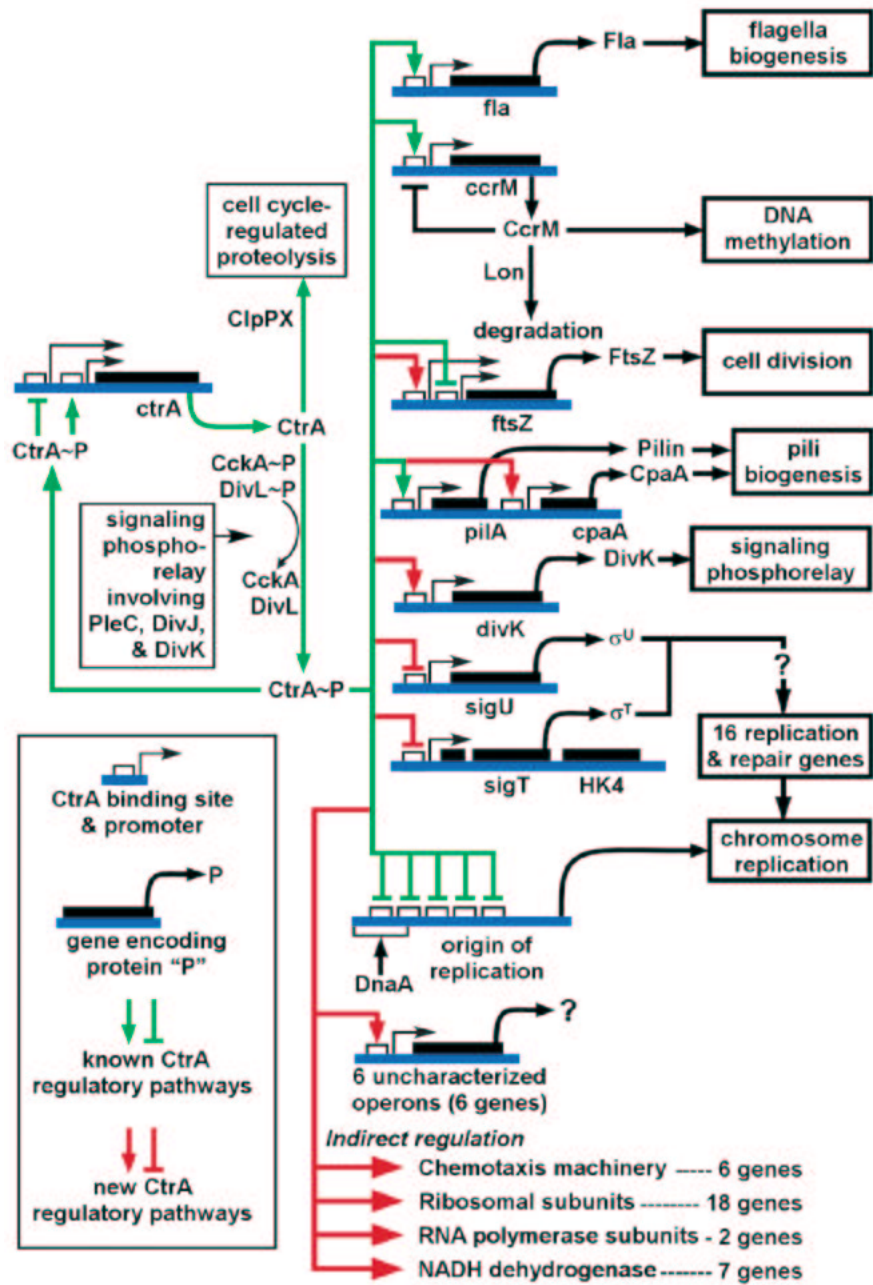 Fla
flagella
biogenesis
fla
ccrM
cell cycle-
regulated
proteolysis
CcrM
DNA
methylation
Lon
ClpPX
degradation
FtsZ
cell division
ctrA
ftsZ
CtrA
CtrA~P
CckA~P
DivL~P
Pilin
CpaA
pili
biogenesis
signaling
phospho-
relay
involving
PleC, DivJ,
& DivK
pilA
cpaA
CckA
DivL
DivK
signaling
phosphorelay
divK
σU
?
CtrA~P
sigU
σT
16 replication
& repair genes
sigT
HK4
CtrA binding site
& promoter
chromosome
replication
P
gene encoding
protein “P”
origin of
replication
DnaA
?
known CtrA
regulatory pathways
6 uncharacterized
operons (6 genes)
Indirect regulation
new CtrA
regulatory pathways
Chemotaxis machinery ----- 6 genes
Ribosomal subunits -------- 18 genes
RNA polymerase subunits - 2 genes
NADH dehydrogenase ------- 7 genes